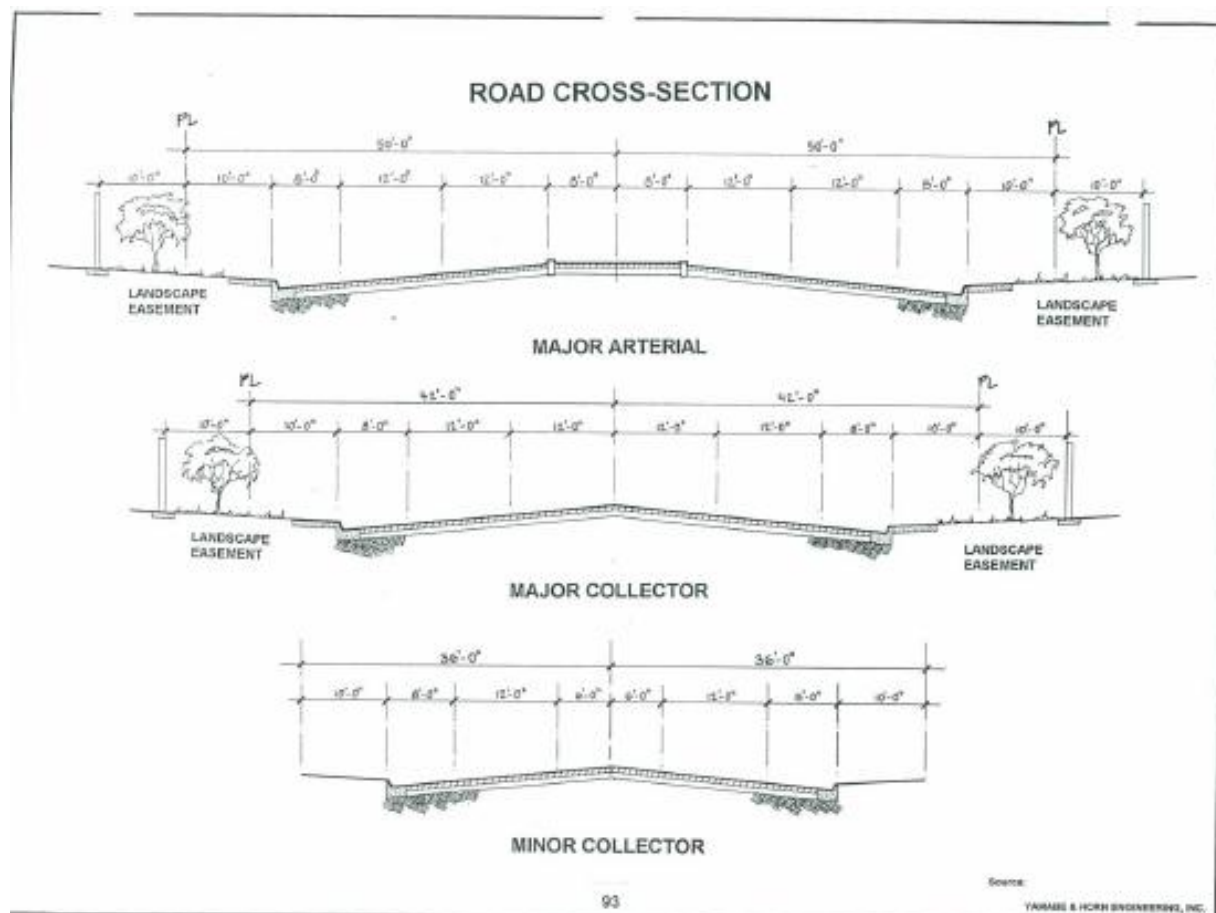 ROAD CROSS-SECTION
PL PL
50'-0" 50'-0"
10'-0" 10'-0" 8'-0" 12'-0" 12'-0" 8'-0" 8'-0" 12'-0" 12'-0" 8'-0" 10'-0" 10'-0"
LANDSCAPE EASEMENT
LANDSCAPE EASEMENT
MAJOR ARTERIAL
PL PL
42'-0" 42'-0"
10'-0" 10'-0" 8'-0" 12'-0" 12'-0" 12'-0" 12'-0" 8'-0" 10'-0" 10'-0"
LANDSCAPE EASEMENT
LANDSCAPE EASEMENT
MAJOR COLLECTOR
36'-0" 36'-0"
10'-0" 8'-0" 12'-0" 6'-0" 6'-0" 12'-0" 8'-0" 10'-0"
MINOR COLLECTOR
93
Source:
YAMABE & HORN ENGINEERING, INC.